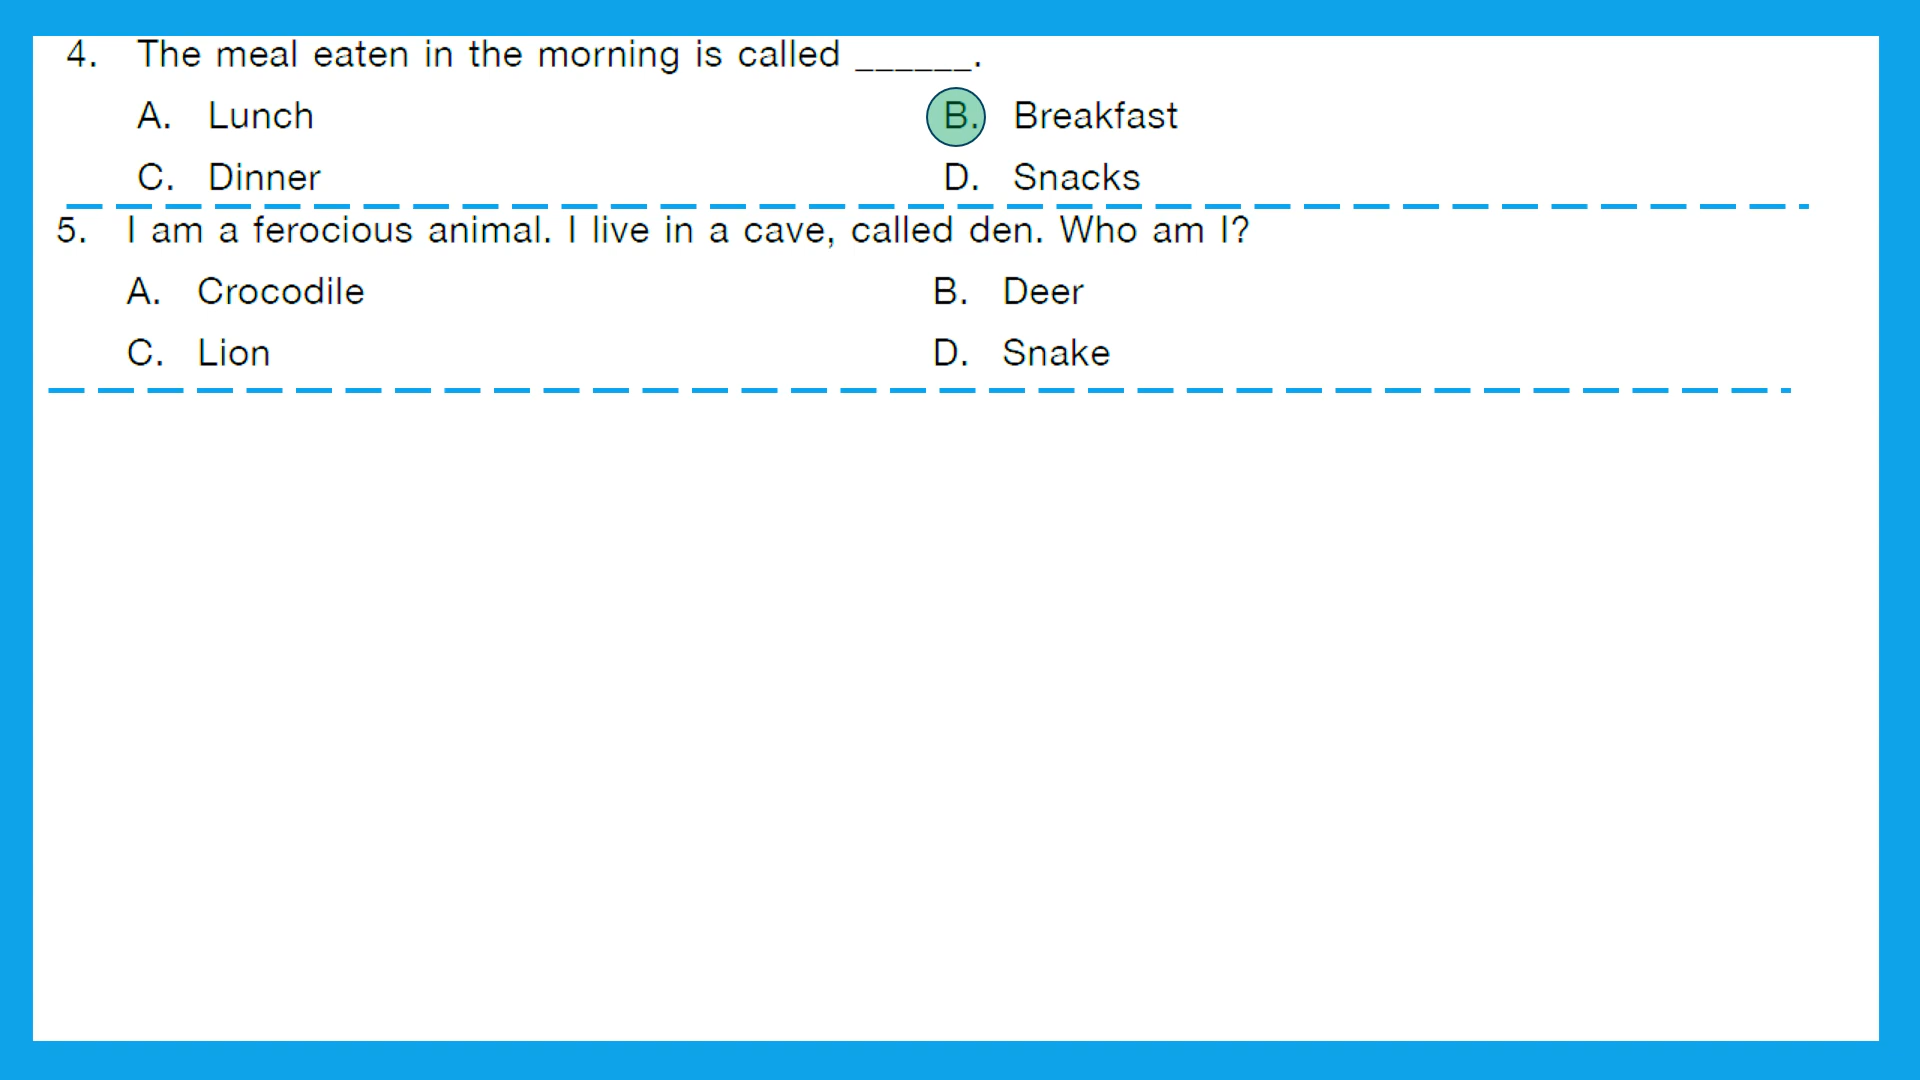 4. The meal eaten in the morning is called ______.
A. Lunch B. Breakfast
C. Dinner D. Snacks
5. I am a ferocious animal. I live in a cave, called den. Who am I?
A. Crocodile B. Deer
C. Lion D. Snake